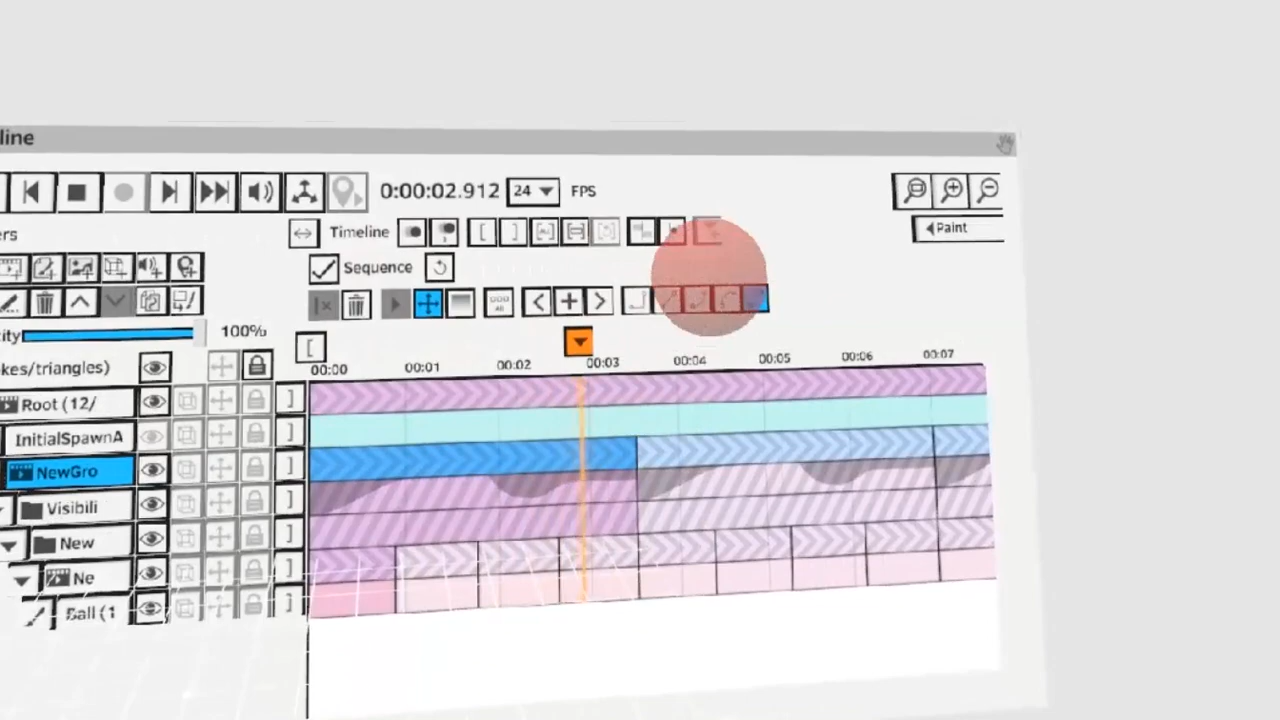 line
0:00:02.912 24 FPS
ers
Timeline
Paint
Sequence
ity 100%
[
00:00 00:01 00:02 00:03 00:04 00:05 00:06 00:07
kes/triangles)
Root (12/
InitialSpawnA
NewGro
Visibili
New
Ne
Ball (1